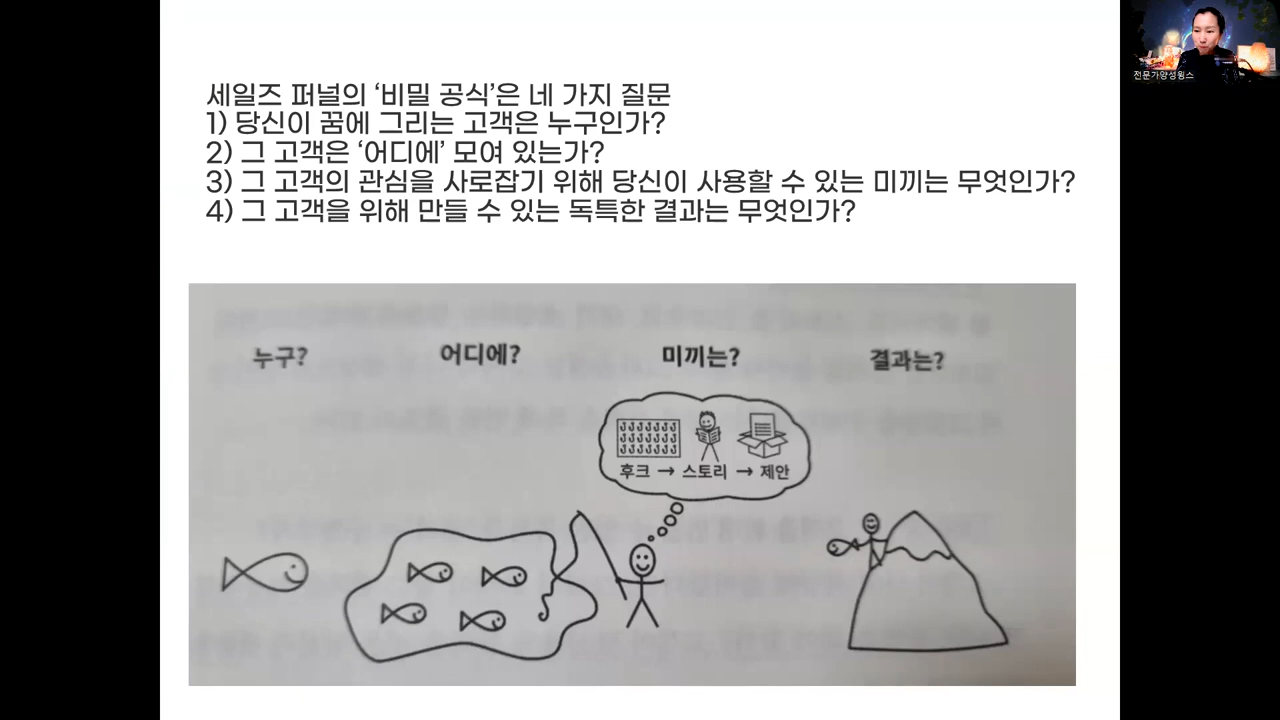 세일즈 퍼널의 ‘비밀 공식’은 네 가지 질문
1) 당신이 꿈에 그리는 고객은 누구인가?
2) 그 고객은 ‘어디에’ 모여 있는가?
3) 그 고객의 관심을 사로잡기 위해 당신이 사용할 수 있는 미끼는 무엇인가?
4) 그 고객을 위해 만들 수 있는 독특한 결과는 무엇인가?
전문가양성윙스
누구? 어디에? 미끼는? 결과는?
JJJJJJJ
JJJJJJJ
JJJJJJJ
후크 → 스토리 → 제안